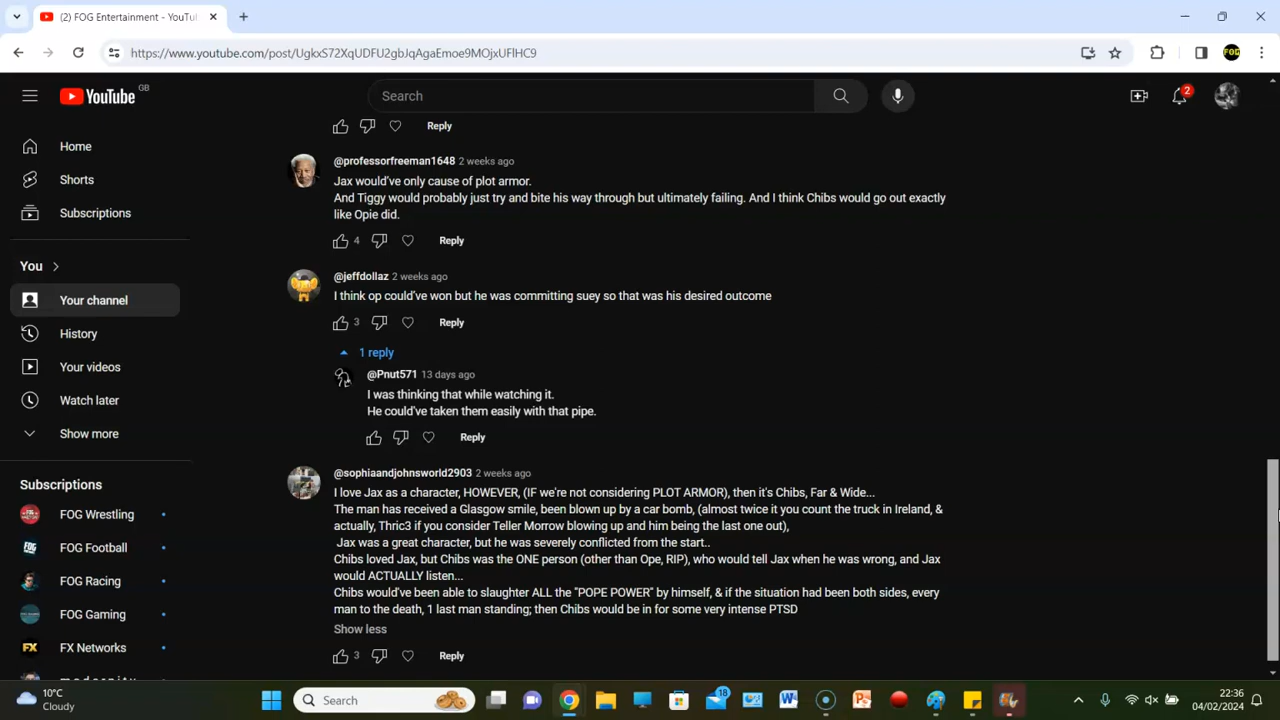 (2) FOG Entertainment - YouTu
https://www.youtube.com/post/UgkxS72XqUDFU2gbJqAgaEmoe9MOjxUFlHC9
FOG
YouTube GB
Search
2
Reply
Home
Shorts
Subscriptions
You
Your channel
History
Your videos
Watch later
Show more
Subscriptions
FOG Wrestling
FOG Football
FOG Racing
FOG Gaming
FX FX Networks
@professorfreeman1648 2 weeks ago
Jax would've only cause of plot armor.
And Tiggy would probably just try and bite his way through but ultimately failing. And I think Chibs would go out exactly
like Opie did.
4 Reply
@jeffdollaz 2 weeks ago
I think op could've won but he was committing suey so that was his desired outcome
3 Reply
1 reply
@Pnut571 13 days ago
I was thinking that while watching it.
He could've taken them easily with that pipe.
Reply
@sophiaandjohnsworld2903 2 weeks ago
I love Jax as a character, HOWEVER, (IF we're not considering PLOT ARMOR), then it's Chibs, Far & Wide...
The man has received a Glasgow smile, been blown up by a car bomb, (almost twice if you count the truck in Ireland, &
actually, Thric3 if you consider Teller Morrow blowing up and him being the last one out),
Jax was a great character, but he was severely conflicted from the start..
Chibs loved Jax, but Chibs was the ONE person (other than Ope, RIP), who would tell Jax when he was wrong, and Jax
would ACTUALLY listen...
Chibs would've been able to slaughter ALL the "POPE POWER" by himself, & if the situation had been both sides, every
man to the death, 1 last man standing; then Chibs would be in for some very intense PTSD
Show less
3 Reply
10°C
Cloudy
Search
18
22:36
04/02/2024